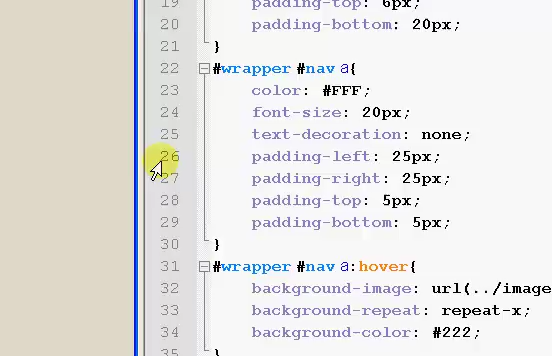 19 padding-top: 6px;
20 padding-bottom: 20px;
21 }
22 #wrapper #nav a{
23 color: #FFF;
24 font-size: 20px;
25 text-decoration: none;
26 padding-left: 25px;
27 padding-right: 25px;
28 padding-top: 5px;
29 padding-bottom: 5px;
30 }
31 #wrapper #nav a:hover{
32 background-image: url(../image
33 background-repeat: repeat-x;
34 background-color: #222;
35 }